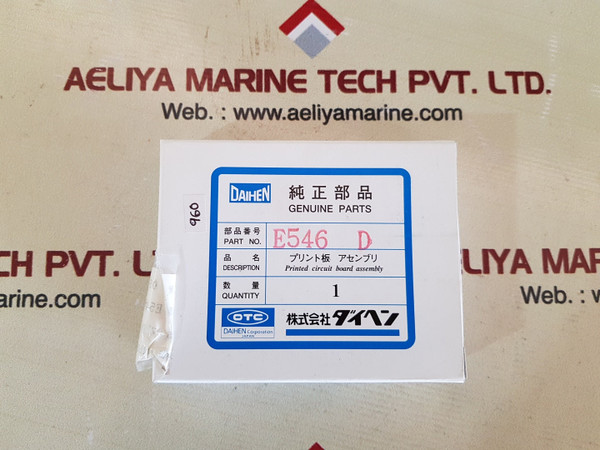 AELIYA MARINE TECH PVT. LTD.
Web. : www.aeliyamarine.com
960
DAIHEN
純正部品
GENUINE PARTS
部品番号
PART NO.
E546 D
品名
DESCRIPTION
プリント板 アセンブリ
Printed circuit board assembly
数量
QUANTITY
1
OTC
DAIHEN Corporation
JAPAN
株式会社ダイヘン
CH PVT. LTD.
AELIYA MARINE
arine.com
Web. : www